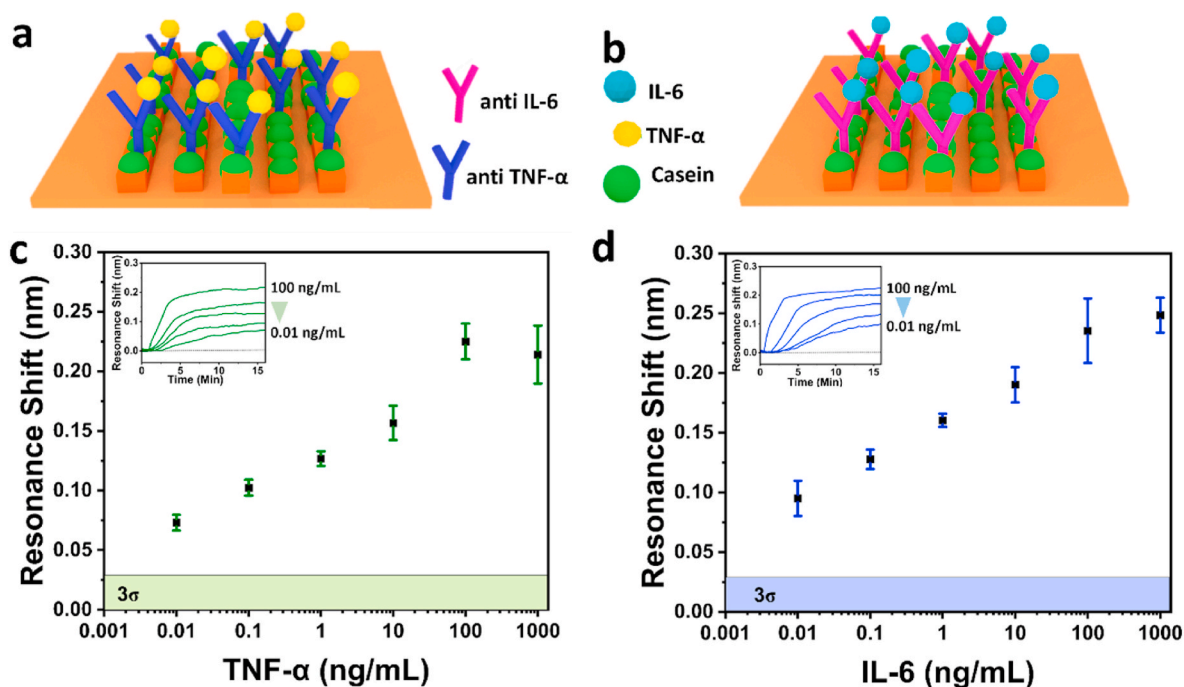 a
anti IL-6
anti TNF-α
b
IL-6
TNF-α
Casein
c
Resonance Shift (nm)
0.30
0.25
0.20
0.15
0.10
0.05
0.00
Resonance Shift (nm)
0.3
0.2
0.1
0.0
0
5
10
15
Time (Min)
100 ng/mL
0.01 ng/mL
3σ
0.001
0.01
0.1
1
10
100
1000
TNF-α (ng/mL)
d
Resonance Shift (nm)
0.30
0.25
0.20
0.15
0.10
0.05
0.00
Resonance shift (nm)
0.3
0.2
0.1
0.0
0
5
10
15
Time (Min)
100 ng/mL
0.01 ng/mL
3σ
0.001
0.01
0.1
1
10
100
1000
IL-6 (ng/mL)